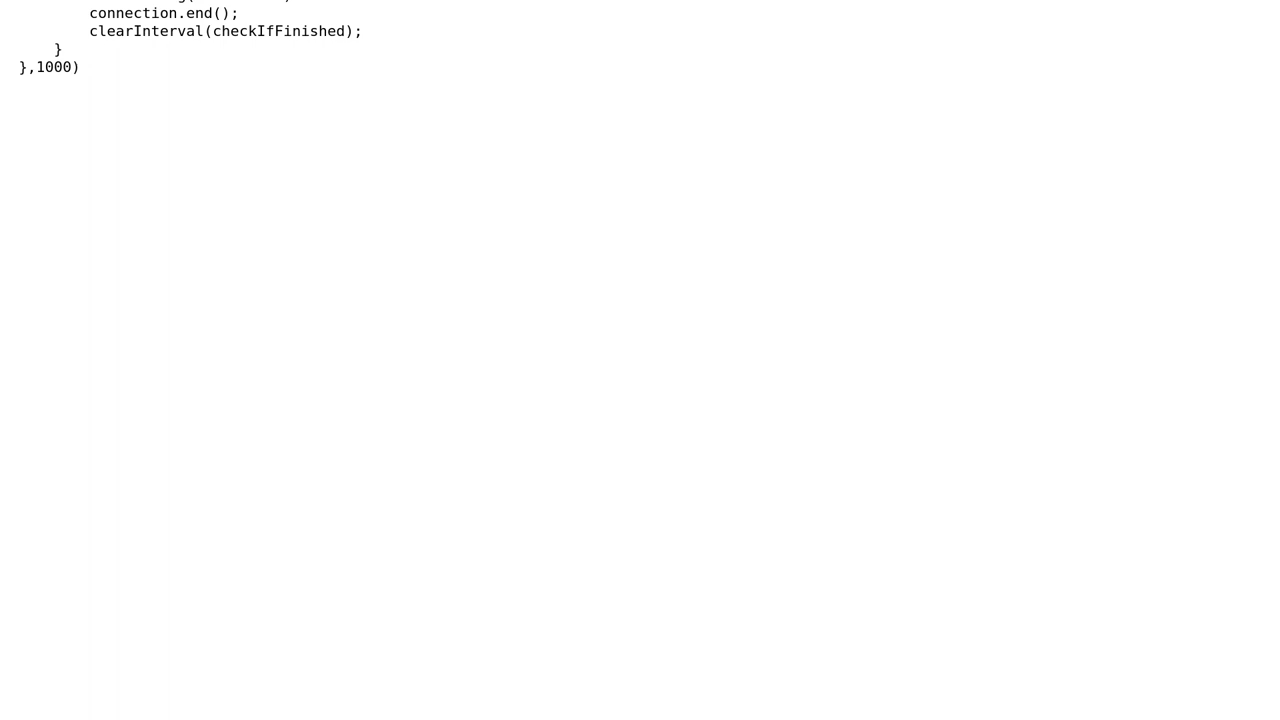 connection.end();
clearInterval(checkIfFinished);
}
},1000)